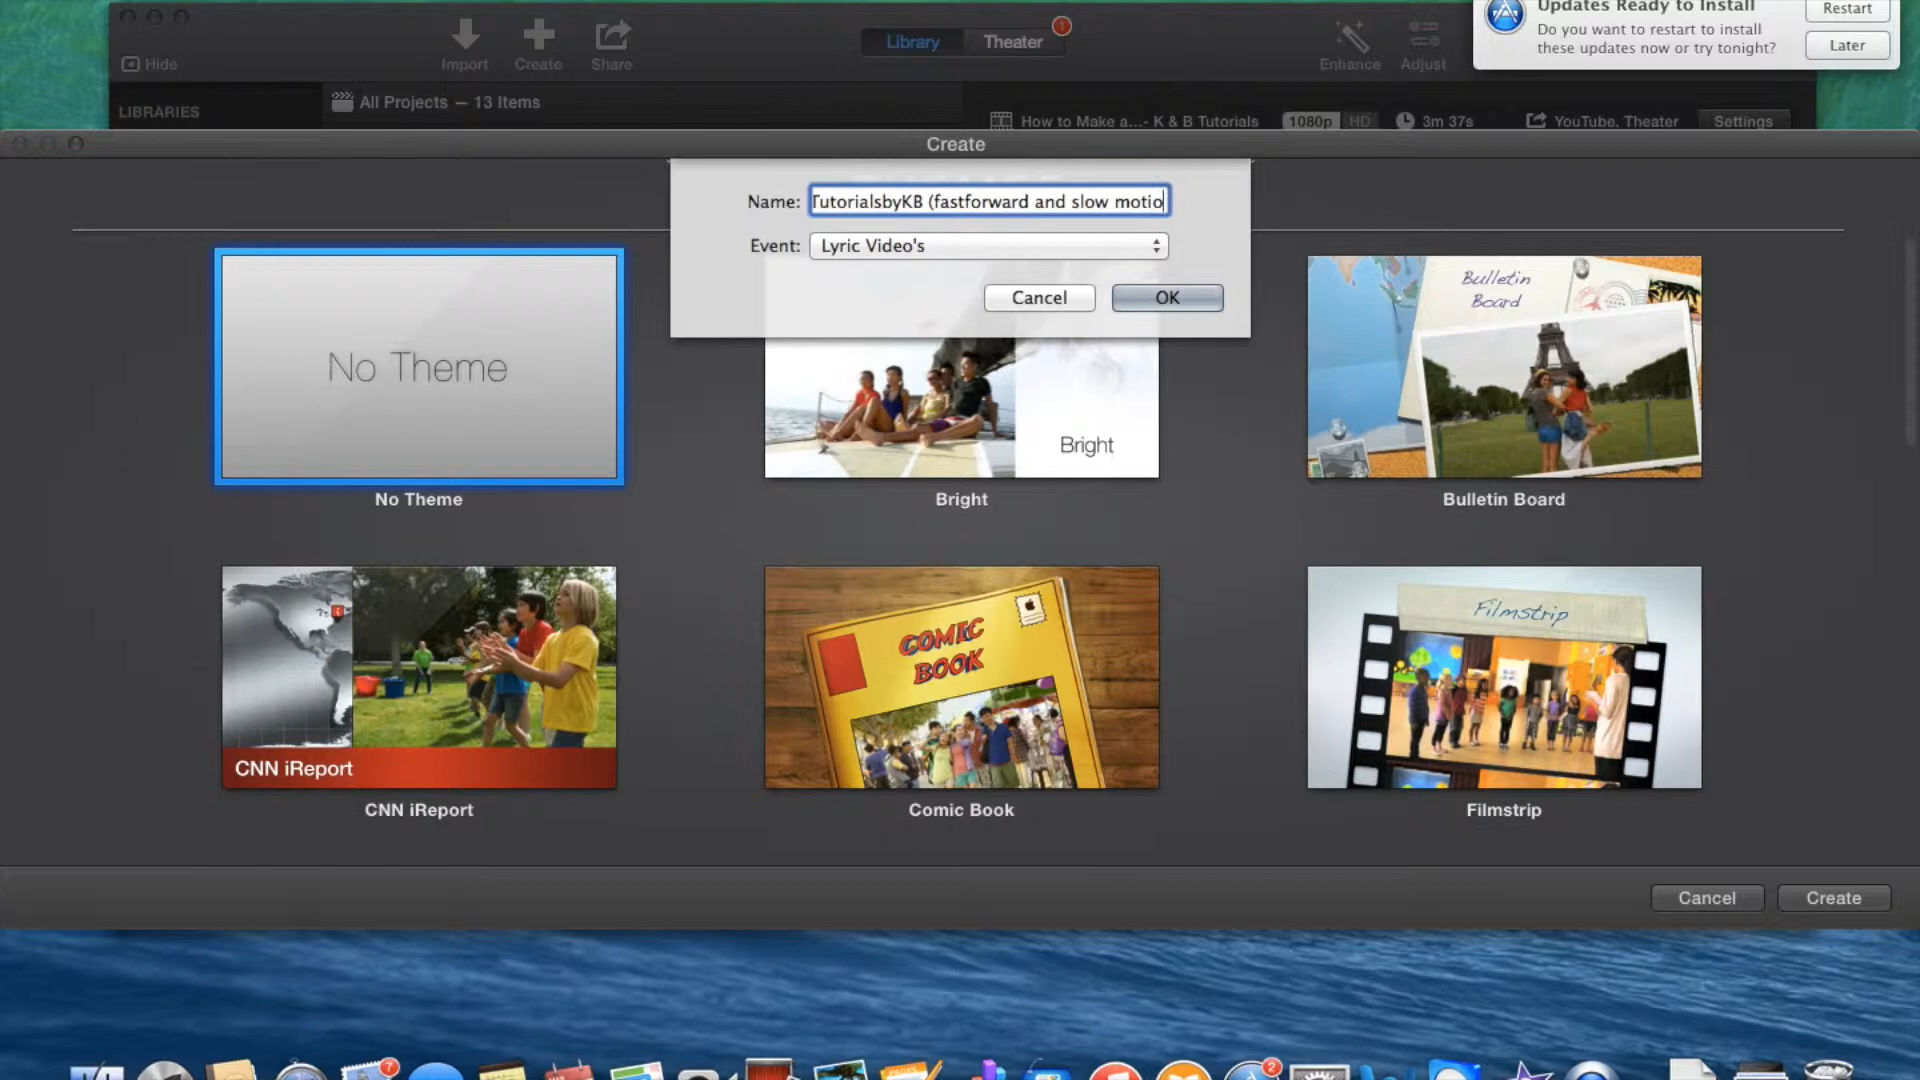 Updates Ready to Install
Restart
Do you want to restart to install
these updates now or try tonight?
Later
Hide
Import
Create
Share
Library
Theater
1
Enhance
Adjust
LIBRARIES
All Projects — 13 Items
How to Make a...- K & B Tutorials
1080p
HD
3m 37s
YouTube, Theater
Settings
Create
Name:
TutorialsbyKB (fastforward and slow motio
Event:
Lyric Video's
Cancel
OK
No Theme
No Theme
Bright
Bright
Bulletin
Board
Bulletin Board
CNN iReport
CNN iReport
COMIC
BOOK
Comic Book
Filmstrip
Filmstrip
Cancel
Create
7
2